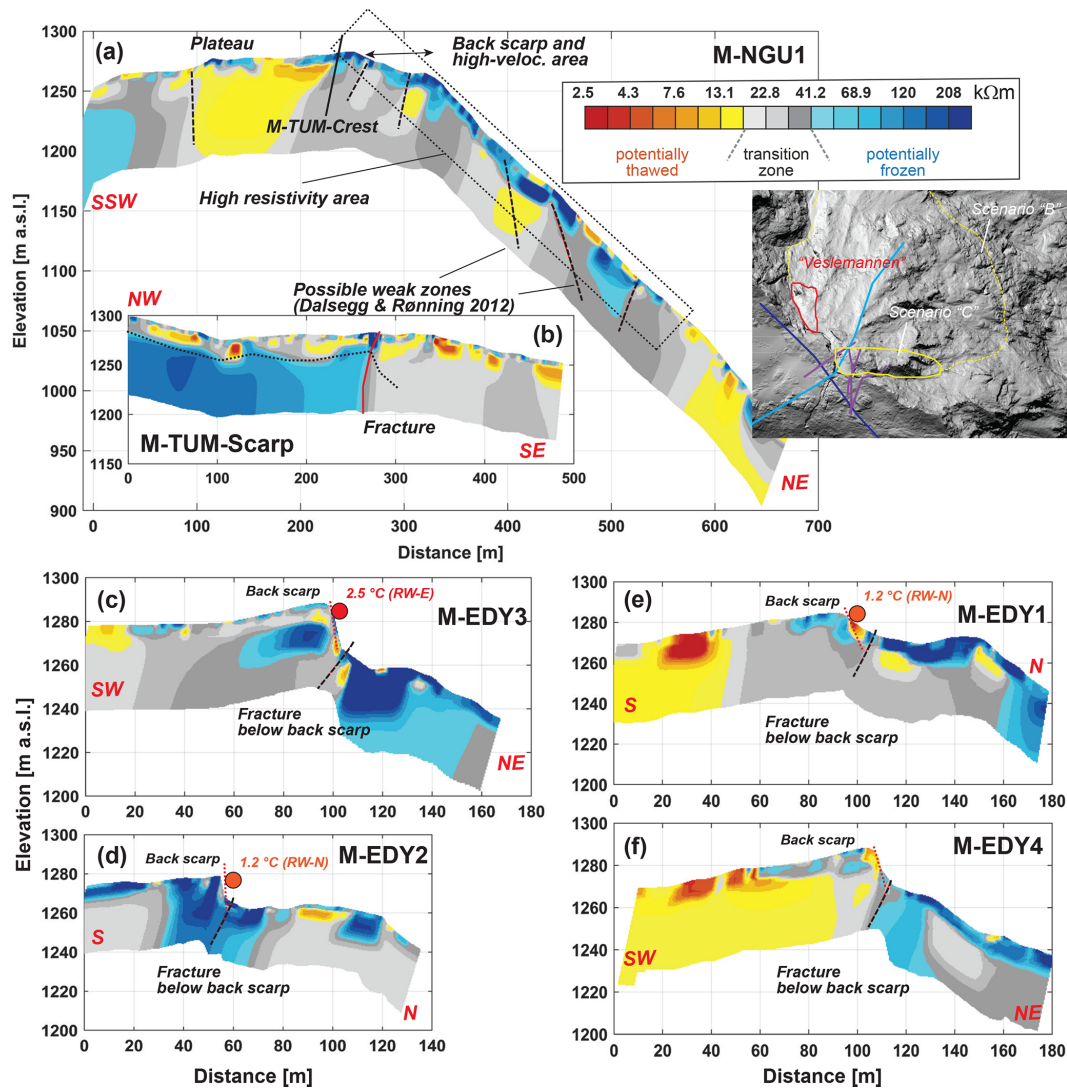 (a)
Plateau
Back scarp and
high-veloc. area
M-NGU1
2.5 4.3 7.6 13.1 22.8 41.2 68.9 120 208 kΩm
potentially
thawed
transition
zone
potentially
frozen
M-TUM-Crest
High resistivity area
SSW
Possible weak zones
(Dalsegg & Rønning 2012)
Scenario “B”
“Veslemannen”
Scenario “C”
Elevation [m a.s.l.]
1300
1250
1200
1150
1100
1050
1000
950
900
NW
(b)
1300
1250
1200
1150
Fracture
M-TUM-Scarp
SE
0 100 200 300 400 500
NE
0 100 200 300 400 500 600 700
Distance [m]
(c)
Back scarp
2.5 °C (RW-E)
M-EDY3
1300
1280
1260
1240
1220
1200
SW
Fracture
below back scarp
NE
0 20 40 60 80 100 120 140 160 180
(e)
Back scarp
1.2 °C (RW-N)
M-EDY1
1300
1280
1260
1240
1220
1200
N
S
Fracture
below back scarp
0 20 40 60 80 100 120 140 160 180
Elevation [m a.s.l.]
(d)
Back scarp
1.2 °C (RW-N)
M-EDY2
1300
1280
1260
1240
1220
1200
S
Fracture
below back scarp
N
0 20 40 60 80 100 120 140
Distance [m]
(f)
Back scarp
M-EDY4
1300
1280
1260
1240
1220
1200
SW
Fracture
below back scarp
NE
0 20 40 60 80 100 120 140 160 180
Distance [m]